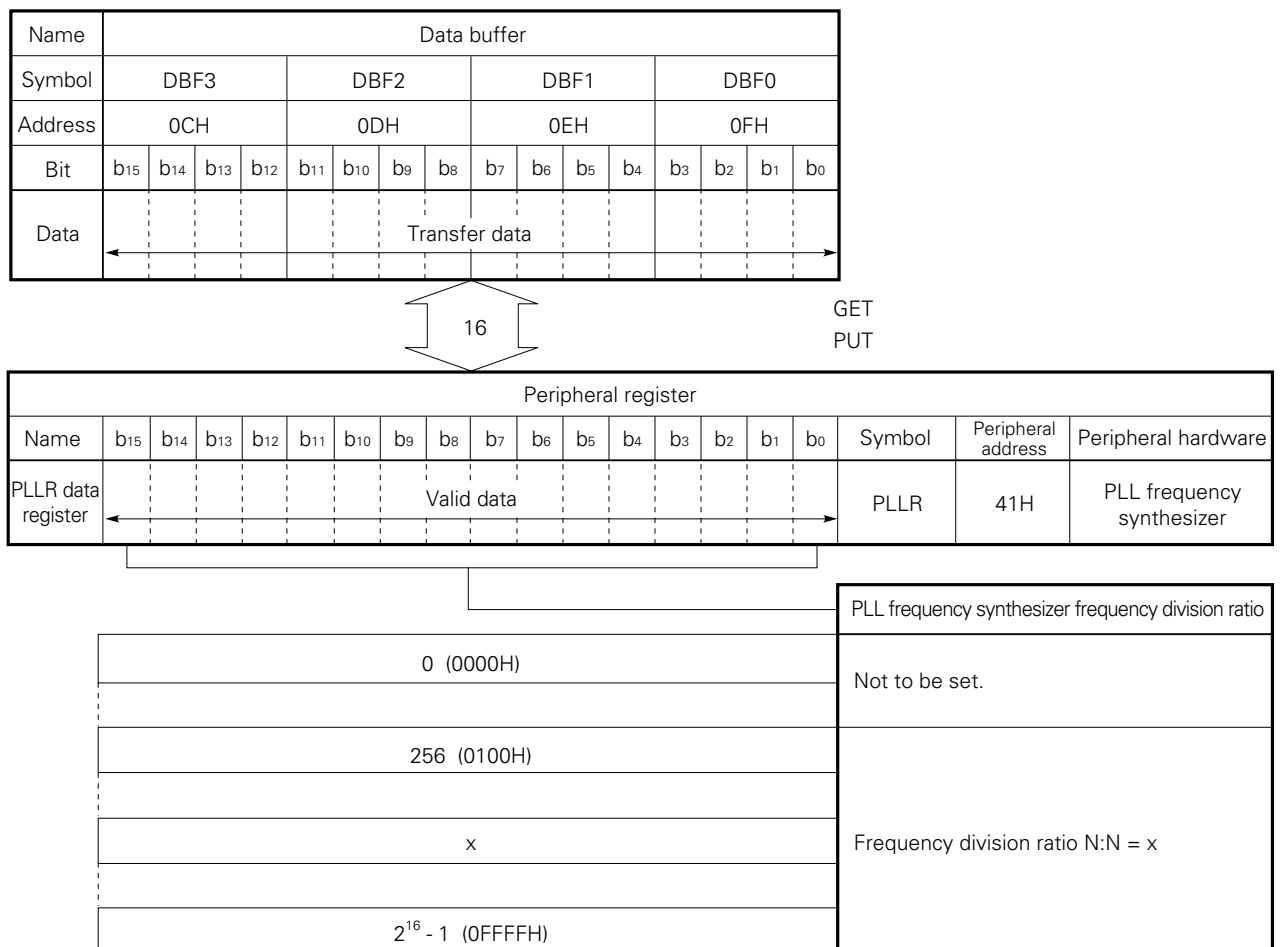 Name Data buffer
Symbol DBF3 DBF2 DBF1 DBF0
Address 0CH 0DH 0EH 0FH
Bit b15 b14 b13 b12 b11 b10 b9 b8 b7 b6 b5 b4 b3 b2 b1 b0
Data Transfer data
16
GET
PUT
Peripheral register
Name b15 b14 b13 b12 b11 b10 b9 b8 b7 b6 b5 b4 b3 b2 b1 b0 Symbol Peripheral address Peripheral hardware
PLLR data register Valid data PLLR 41H PLL frequency synthesizer
PLL frequency synthesizer frequency division ratio
0 (0000H)
Not to be set.
256 (0100H)
x
Frequency division ratio N:N = x
2^16 - 1 (0FFFFH)